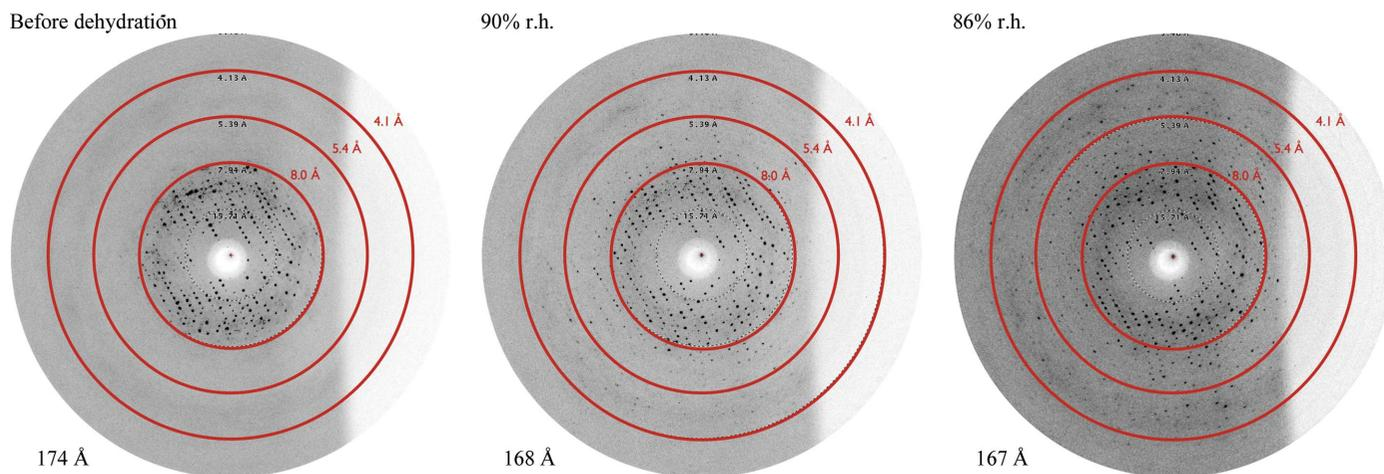 Before dehydration
4.13 A
5.39 A
7.94 A
15.71 A
4.1 Å
5.4 Å
8.0 Å
174 Å
90% r.h.
4.13 A
5.39 A
7.94 A
15.71 A
4.1 Å
5.4 Å
8.0 Å
168 Å
86% r.h.
4.13 A
5.39 A
7.94 A
15.71 A
4.1 Å
5.4 Å
8.0 Å
167 Å